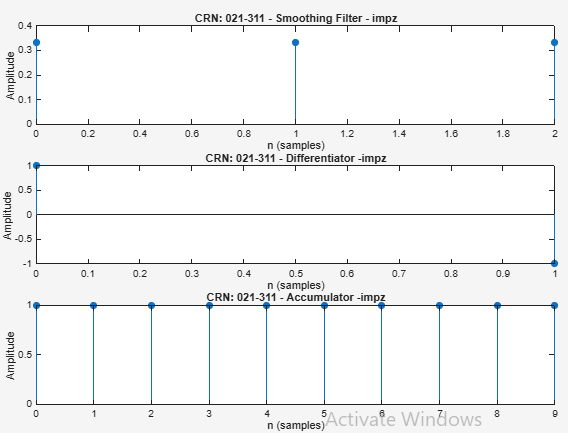 CRN: 021-311 - Smoothing Filter - impz
0.4
0.3
0.2
0.1
0
Amplitude
0 0.2 0.4 0.6 0.8 1 1.2 1.4 1.6 1.8 2
n (samples)
CRN: 021-311 - Differentiator -impz
1
0.5
0
-0.5
-1
Amplitude
0 0.1 0.2 0.3 0.4 0.5 0.6 0.7 0.8 0.9 1
n (samples)
CRN: 021-311 - Accumulator -impz
1
0.5
0
Amplitude
0 1 2 3 4 5 6 7 8 9
n (samples)
Activate Windows